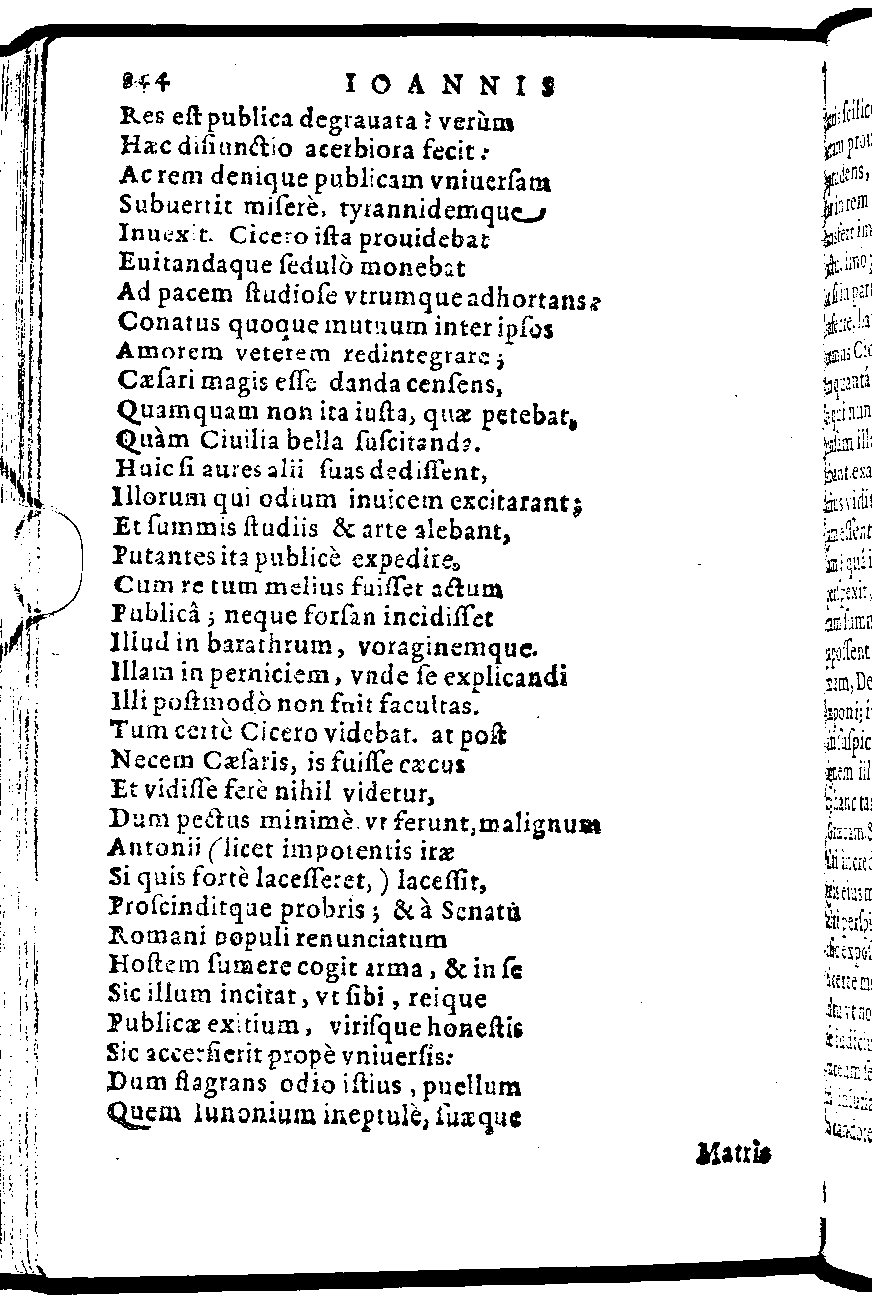 854 IOANNIS
Res eſt publica degrauata? verùm
Hæc diſiunctio acerbiora fecit:
Ac rem denique publicam vniuerſam
Subuertit miſerè, tyrannidemque
Inuexit. Cicero iſta prouidebat
Euitandaque ſedulò monebat
Ad pacem ſtudioſe vtrumque adhortans:
Conatus quoque mutuum inter ipſos
Amorem veterem redintegrare;
Cæſari magis eſſe danda cenſens,
Quamquam non ita iuſta, quæ petebat,
Quàm Ciuilia bella ſuſcitanda.
Huic ſi aures alii ſuas dediſſent,
Illorum qui odium inuicem excitarant;
Et ſummis ſtudiis & arte alebant,
Putantes ita publicè expedire,
Cum re tum melius fuiſſet actum
Publicâ; neque forſan incidiſſet
Illud in barathrum, voraginemque.
Illam in perniciem, vnde ſe explicandi
Illi poſtmodò non fuit facultas.
Tum certè Cicero videbat. at poſt
Necem Cæſaris, is fuiſſe cæcus
Et vidiſſe ferè nihil videtur,
Dum pectus minimè, vt ferunt, malignum
Antonii (licet impotentis iræ
Si quis fortè laceſſeret,) laceſſit,
Proſcinditque probris; & à Senatu
Romani populi renunciatum
Hoſtem ſumere cogit arma, & in ſe
Sic illum incitat, vt ſibi, reique
Publicæ exitium, viriſque honeſtis
Sic accerſierit propè vniuerſis:
Dum flagrans odio iſtius, puellum
Quem Iunonium ineptulè, ſuæque
Matris